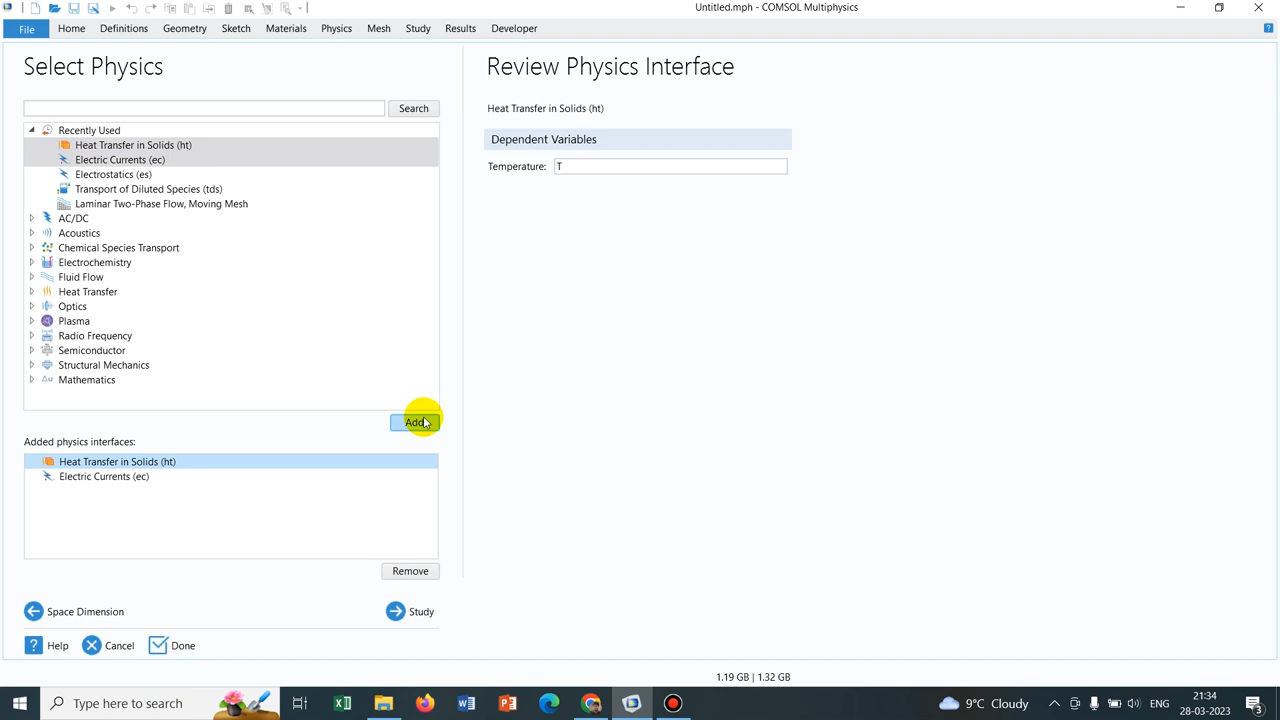 Untitled.mph - COMSOL Multiphysics
File Home Definitions Geometry Sketch Materials Physics Mesh Study Results Developer
Select Physics
Search
Recently Used
Heat Transfer in Solids (ht)
Electric Currents (ec)
Electrostatics (es)
Transport of Diluted Species (tds)
Laminar Two-Phase Flow, Moving Mesh
AC/DC
Acoustics
Chemical Species Transport
Electrochemistry
Fluid Flow
Heat Transfer
Optics
Plasma
Radio Frequency
Semiconductor
Structural Mechanics
Δu Mathematics
Add
Added physics interfaces:
Heat Transfer in Solids (ht)
Electric Currents (ec)
Remove
Space Dimension Study
? Help Cancel Done
Review Physics Interface
Heat Transfer in Solids (ht)
Dependent Variables
Temperature: T
1.19 GB | 1.32 GB
Type here to search
9°C Cloudy
ENG
21:34
28-03-2023
3